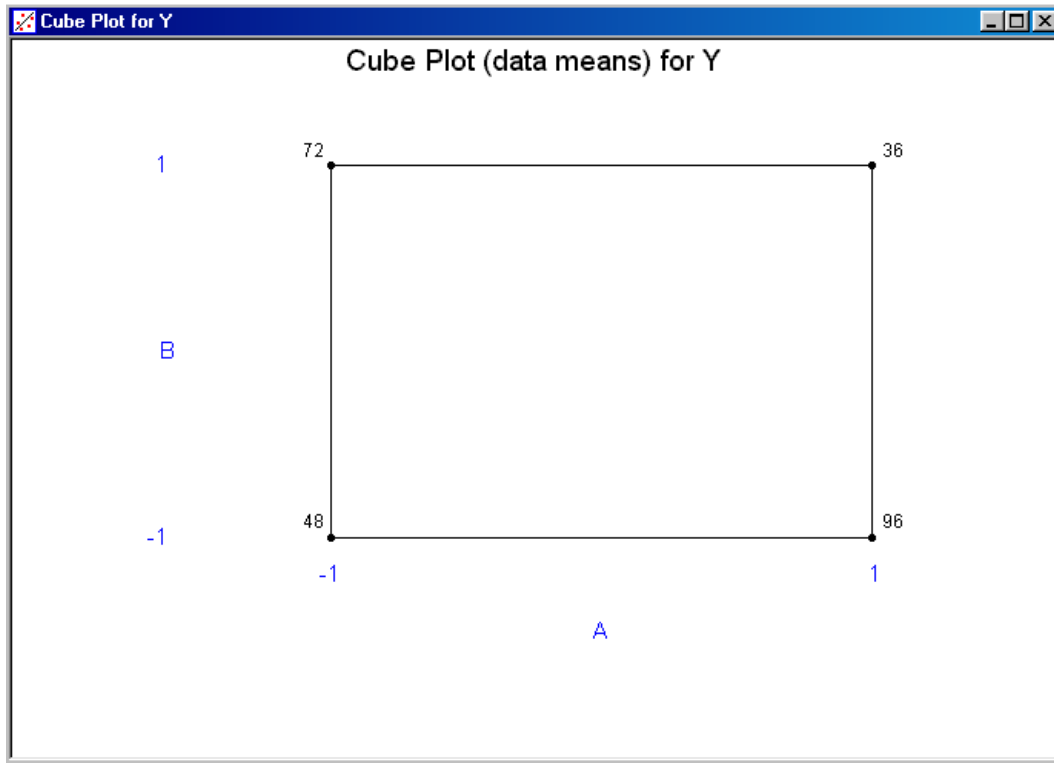 Cube Plot for Y
Cube Plot (data means) for Y
72 36
1
B
48 96
-1
-1 1
A